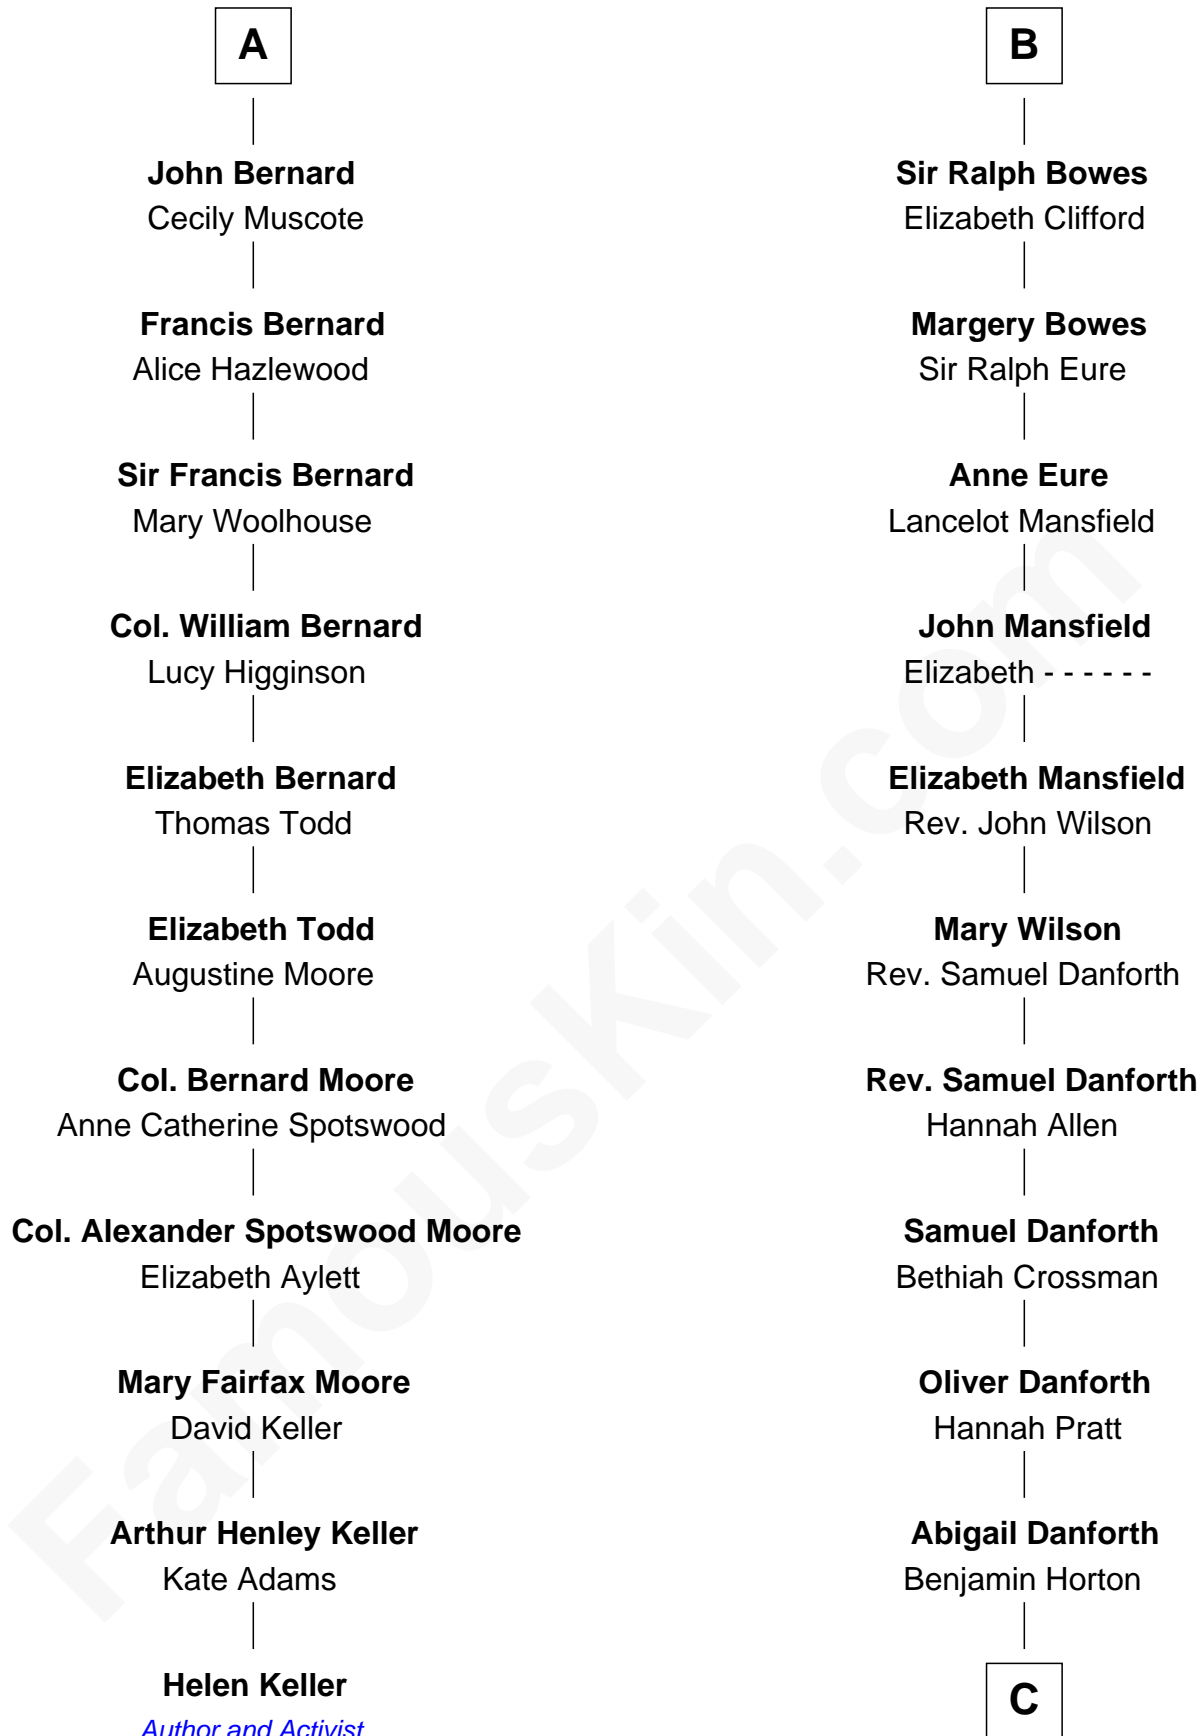 A
John Bernard
Cecily Muscote
Francis Bernard
Alice Hazlewood
Sir Francis Bernard
Mary Woolhouse
Col. William Bernard
Lucy Higginson
Elizabeth Bernard
Thomas Todd
Elizabeth Todd
Augustine Moore
Col. Bernard Moore
Anne Catherine Spotswood
Col. Alexander Spotswood Moore
Elizabeth Aylett
Mary Fairfax Moore
David Keller
Arthur Henley Keller
Kate Adams
Helen Keller
Author and Activist
B
Sir Ralph Bowes
Elizabeth Clifford
Margery Bowes
Sir Ralph Eure
Anne Eure
Lancelot Mansfield
John Mansfield
Elizabeth - - - - - -
Elizabeth Mansfield
Rev. John Wilson
Mary Wilson
Rev. Samuel Danforth
Rev. Samuel Danforth
Hannah Allen
Samuel Danforth
Bethiah Crossman
Oliver Danforth
Hannah Pratt
Abigail Danforth
Benjamin Horton
C
FamousKin.com